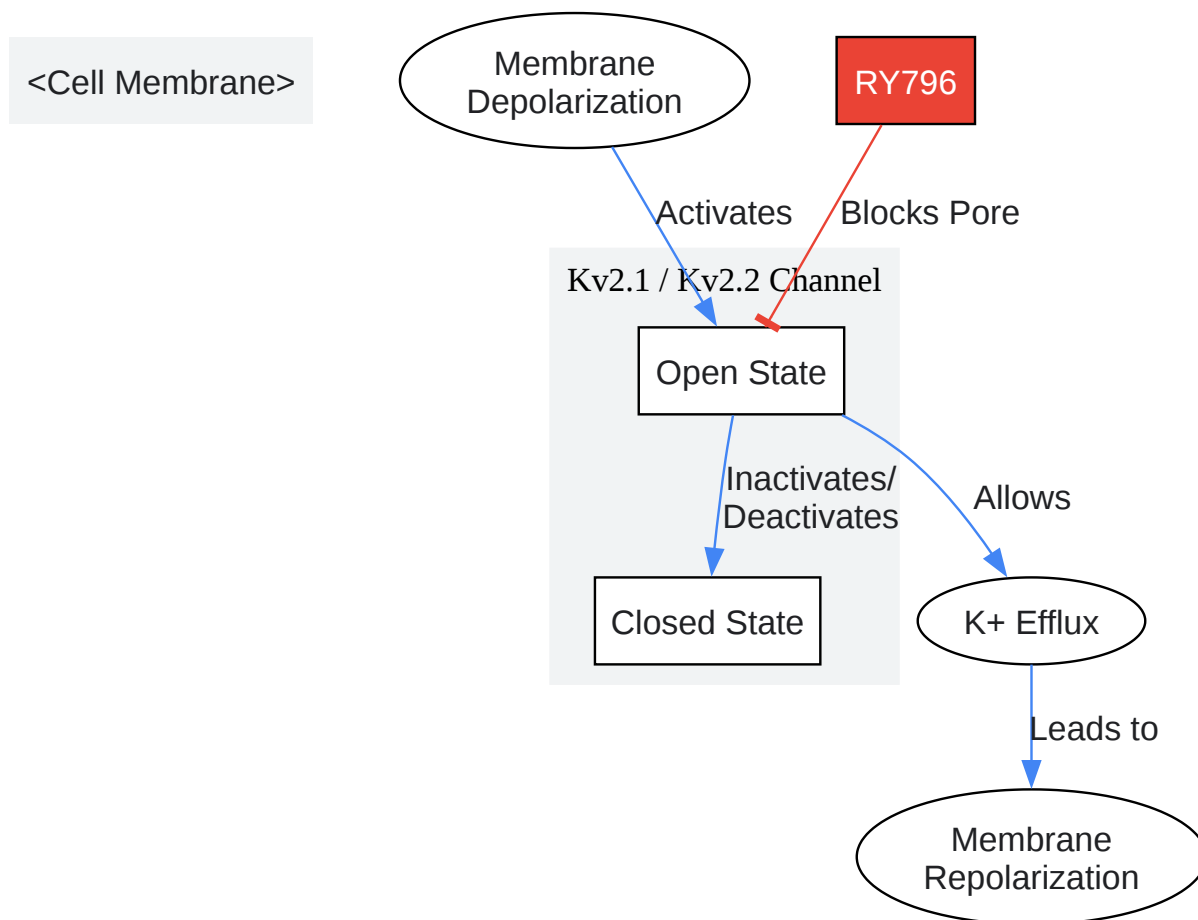 <Cell Membrane>
Membrane
Depolarization
RY796
Activates
Blocks Pore
Kv2.1 / Kv2.2 Channel
Open State
Inactivates/
Deactivates
Allows
Closed State
K+ Efflux
Leads to
Membrane
Repolarization